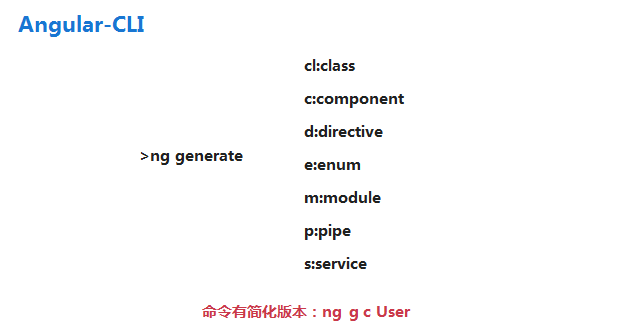 Angular-CLI
cl:class
c:component
d:directive
>ng generate
e:enum
m:module
p:pipe
s:service
命令有简化版本：ng g c User